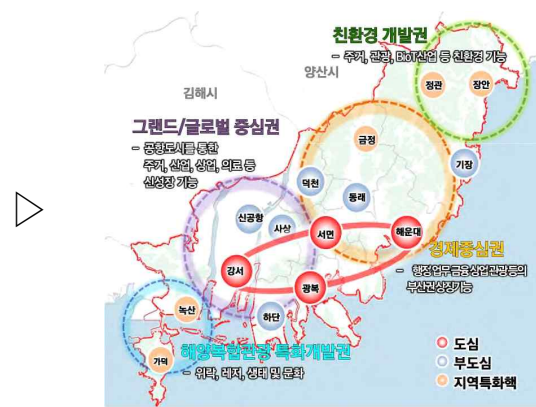 친환경 개발권
- 주거, 관광, BIoT산업 등 친환경 기능
양산시
정관
장안
김해시
그랜드/글로벌 중심권
- 공항도시를 통한
주거, 산업, 상업, 의료 등
신성장 기능
금정
기장
덕천
동래
신공항
사상
서면
해운대
경제중심권
- 행정업무금융상업관광등의
부산권상징기능
강서
광복
녹산
하단
해양복합관광 특화개발권
- 위락, 레저, 생태 및 문화
가덕
도심
부도심
지역특화핵